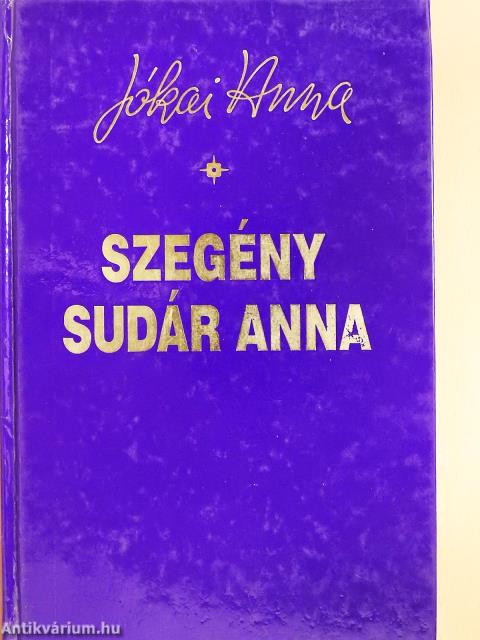 Jókai Anna
SZEGÉNY
SUDÁR ANNA
Antikvárium.hu